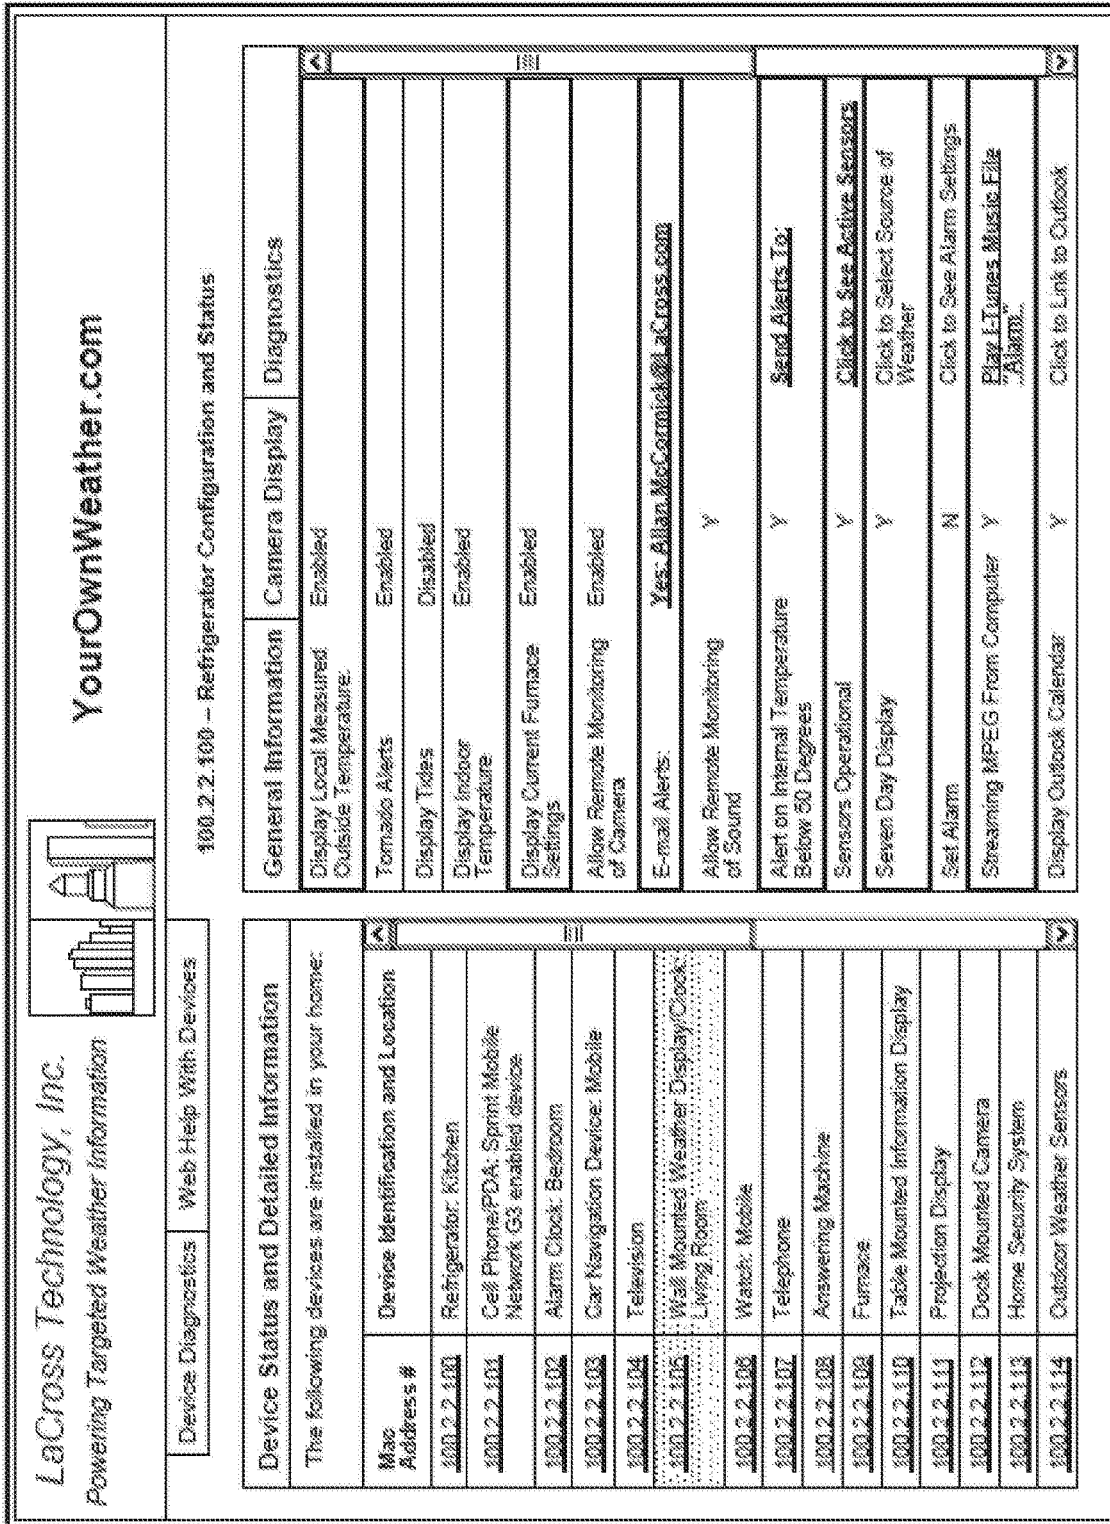 LaCross Technology, Inc.
Powering Targeted Weather Information
YourOwnWeather.com
Device Diagnostics
Web Help With Devices
100.2.2.100 – Refrigerator Configuration and Status
Device Status and Detailed Information
The following devices are installed in your home:
Mac
Address #
Device Identification and Location
100.2.2.100
Refrigerator: Kitchen
100.2.2.101
Cell Phone/PDA: Sprint Mobile
Network G3 enabled device
100.2.2.102
Alarm Clock: Bedroom
100.2.2.103
Car Navigation Device: Mobile
100.2.2.104
Television
100.2.2.105
Wall Mounted Weather Display/Clock:
Living Room
100.2.2.106
Watch: Mobile
100.2.2.107
Telephone
100.2.2.108
Answering Machine
100.2.2.109
Furnace
100.2.2.110
Table Mounted Information Display
100.2.2.111
Projection Display
100.2.2.112
Dock Mounted Camera
100.2.2.113
Home Security System
100.2.2.114
Outdoor Weather Sensors
General Information
Camera Display
Diagnostics
Display Local Measured
Outside Temperature:
Enabled
Tornado Alerts
Enabled
Display Tides
Disabled
Display Indoor
Temperature
Enabled
Display Current Furnace
Settings
Enabled
Allow Remote Monitoring
of Camera
Enabled
E-mail Alerts:
Yes: Allan.McCormick@LaCross.com
Allow Remote Monitoring
of Sound
Y
Alert on Internal Temperature
Below 50 Degrees
Y
Send Alerts To:
Sensors Operational
Y
Click to See Active Sensors
Seven Day Display
Y
Click to Select Source of
Weather
Set Alarm
N
Click to See Alarm Settings
Streaming MPEG From Computer
Y
Play I-Tunes Music File
"Alarm"
Display Outlook Calendar
Y
Click to Link to Outlook